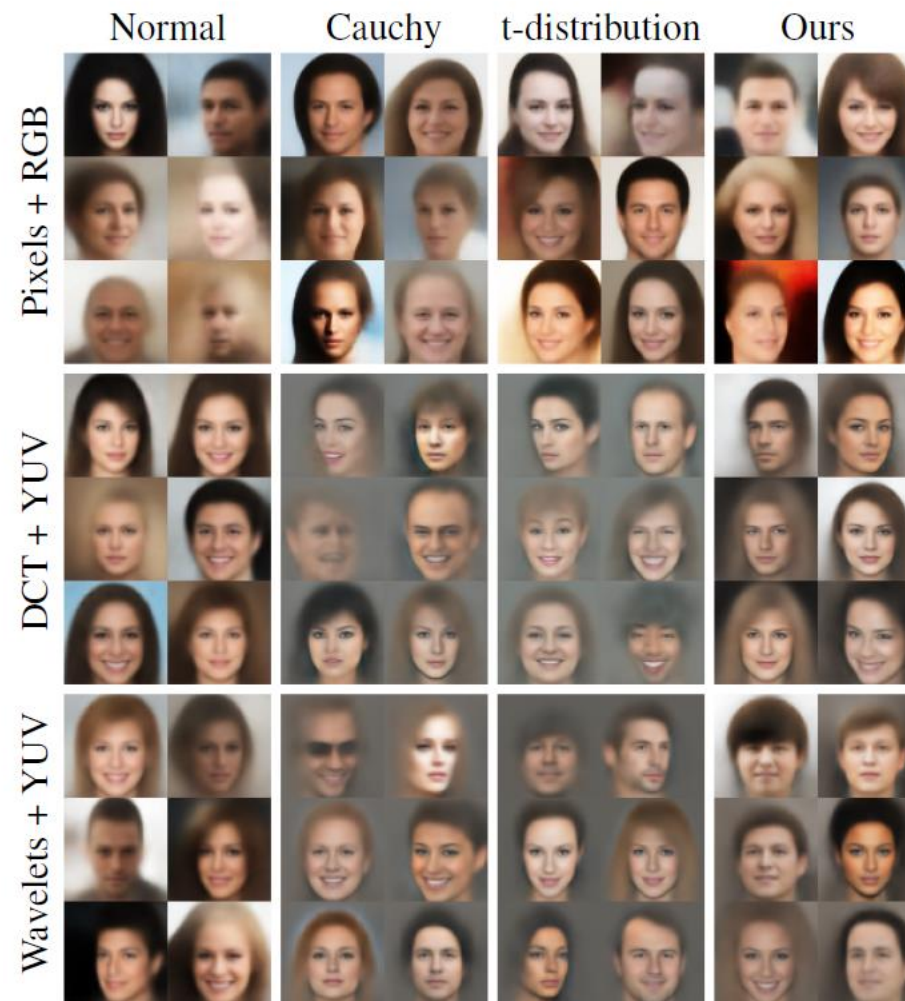 Normal Cauchy t-distribution Ours
Pixels + RGB
DCT + YUV
Wavelets + YUV